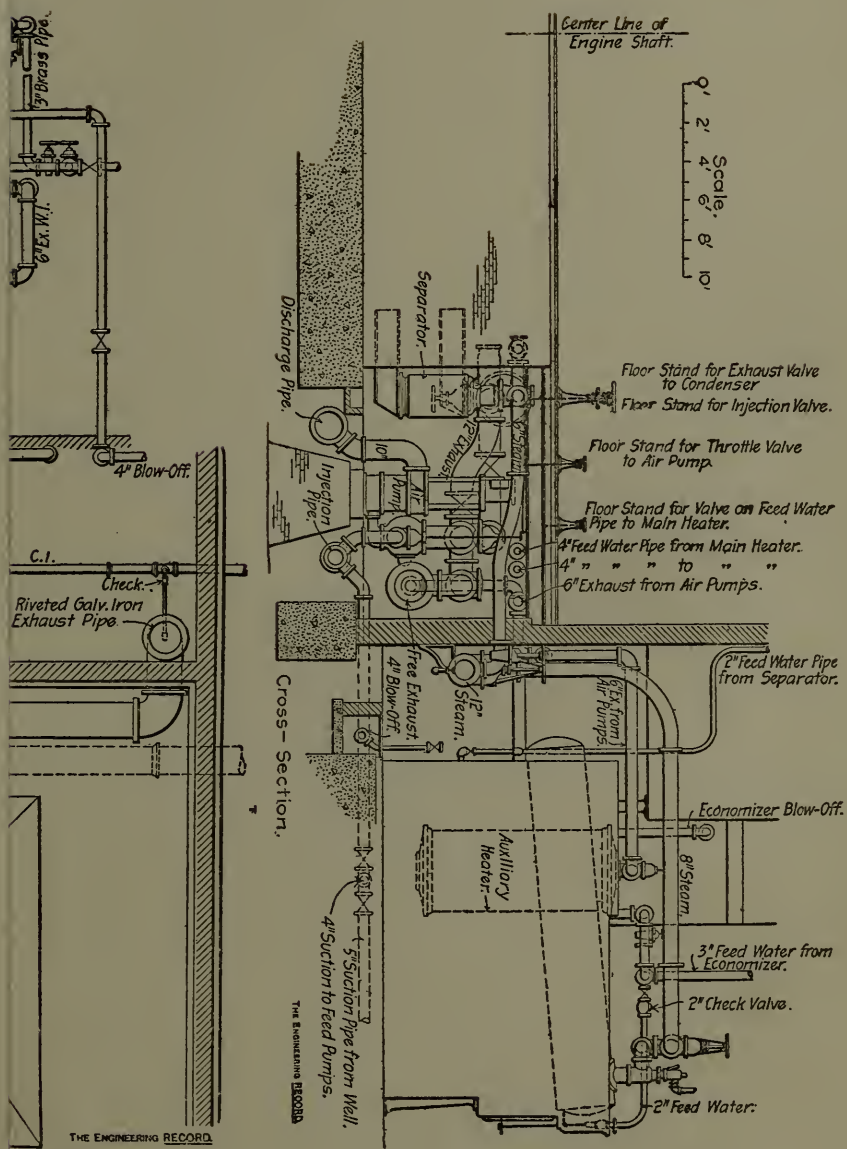 3" Brass Pipe.
6" Ex. W.I.
4" Blow-Off.
C.I.
Check.
Riveted Galv. Iron
Exhaust Pipe.
THE ENGINEERING RECORD.
Center Line of
Engine Shaft.
Scale.
0' 2' 4' 6' 8' 10'
Separator.
Discharge Pipe.
12" Exhaust
6" Steam
10"
Air
Pump.
Injection
Pipe.
Floor Stand for Exhaust Valve
to Condenser
Floor Stand for Injection Valve.
Floor Stand for Throttle Valve
to Air Pump.
Floor Stand for Valve on Feed Water
Pipe to Main Heater.
4" Feed Water Pipe from Main Heater.
4" " " " to " "
6" Exhaust from Air Pumps.
Cross-Section.
Free Exhaust.
4" Blow-Off.
12"
Steam.
6" Ex. from
Air Pumps.
2" Feed Water Pipe
from Separator.
Economizer Blow-Off.
Auxiliary
Heater.
8" Steam.
3" Feed Water from
Economizer.
2" Check Valve.
2" Feed Water.
5" Suction Pipe from Well.
4" Suction to Feed Pumps.
THE ENGINEERING RECORD